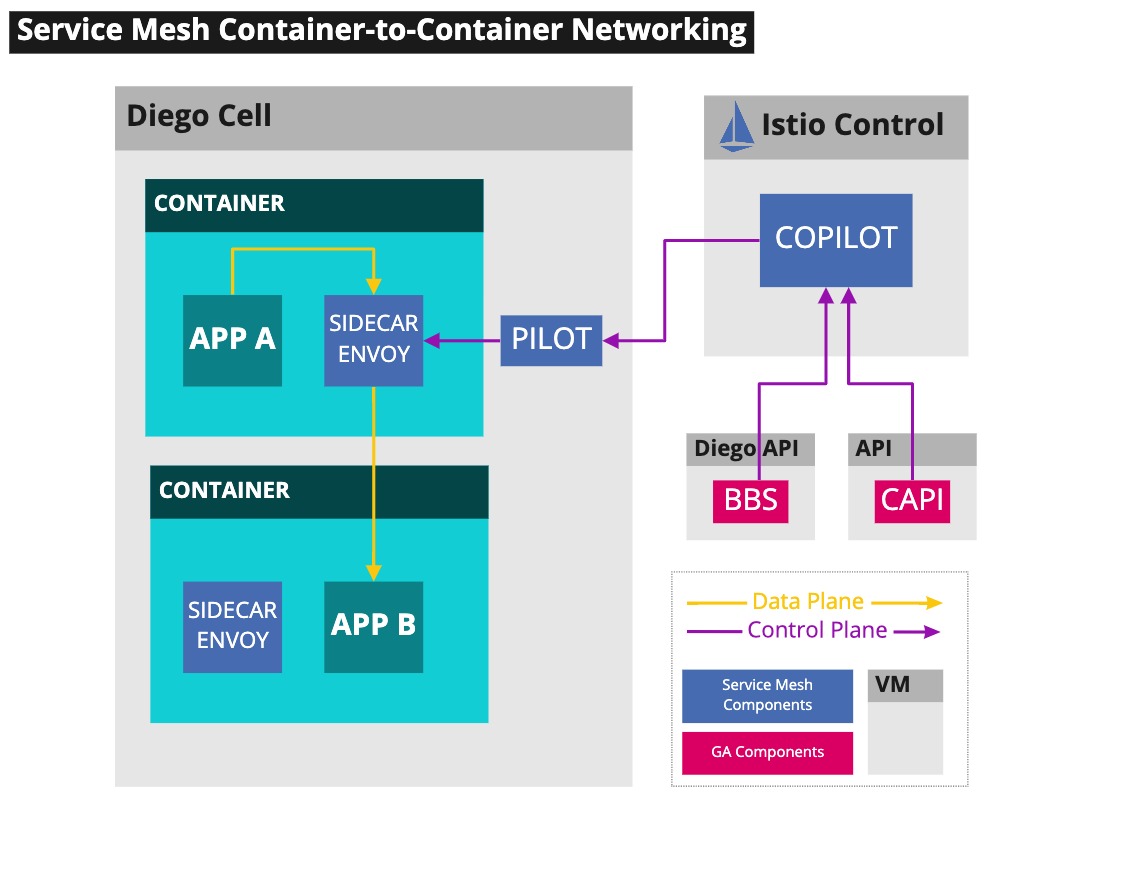 Service Mesh Container-to-Container Networking
Diego Cell
CONTAINER
APP A
SIDECAR
ENVOY
PILOT
CONTAINER
SIDECAR
ENVOY
APP B
Istio Control
COPILOT
Diego API
BBS
API
CAPI
Data Plane
Control Plane
Service Mesh
Components
GA Components
VM